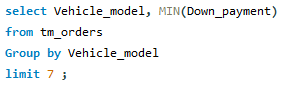 select Vehicle_model, MIN(Down_payment)
from tm_orders
Group by Vehicle_model
limit 7 ;